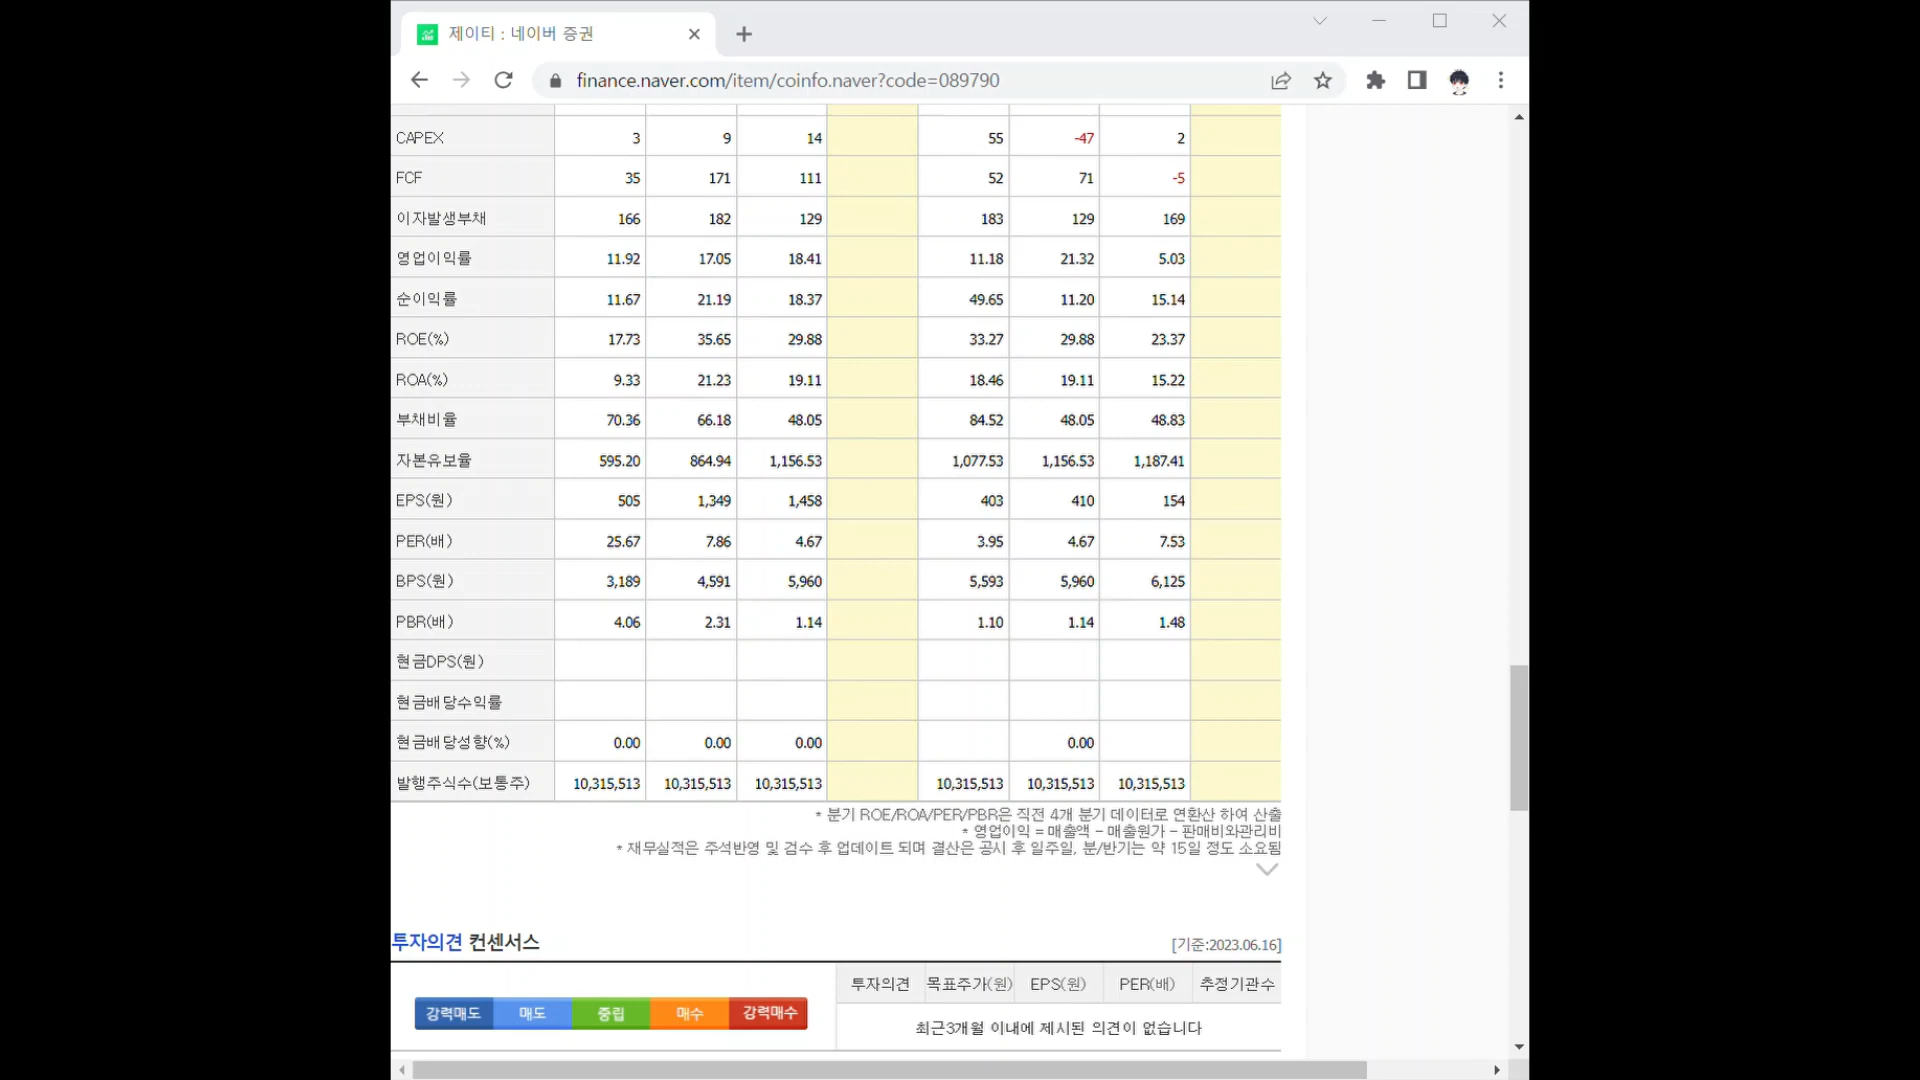 제이티 : 네이버 증권
finance.naver.com/item/coinfo.naver?code=089790
CAPEX 3 9 14 55 -47 2
FCF 35 171 111 52 71 -5
이자발생부채 166 182 129 183 129 169
영업이익률 11.92 17.05 18.41 11.18 21.32 5.03
순이익률 11.67 21.19 18.37 49.65 11.20 15.14
ROE(%) 17.73 35.65 29.88 33.27 29.88 23.37
ROA(%) 9.33 21.23 19.11 18.46 19.11 15.22
부채비율 70.36 66.18 48.05 84.52 48.05 48.83
자본유보율 595.20 864.94 1,156.53 1,077.53 1,156.53 1,187.41
EPS(원) 505 1,349 1,458 403 410 154
PER(배) 25.67 7.86 4.67 3.95 4.67 7.53
BPS(원) 3,189 4,591 5,960 5,593 5,960 6,125
PBR(배) 4.06 2.31 1.14 1.10 1.14 1.48
현금DPS(원)
현금배당수익률
현금배당성향(%) 0.00 0.00 0.00 0.00
발행주식수(보통주) 10,315,513 10,315,513 10,315,513 10,315,513 10,315,513 10,315,513
* 분기 ROE/ROA/PER/PBR은 직전 4개 분기 데이터로 연환산 하여 산출
* 영업이익 = 매출액 - 매출원가 - 판매비와관리비
* 재무실적은 주석반영 및 검수 후 업데이트 되며 결산은 공시 후 일주일, 분/반기는 약 15일 정도 소요됨
투자의견 컨센서스 [기준:2023.06.16]
투자의견 목표주가(원) EPS(원) PER(배) 추정기관수
강력매도 매도 중립 매수 강력매수
최근3개월 이내에 제시된 의견이 없습니다